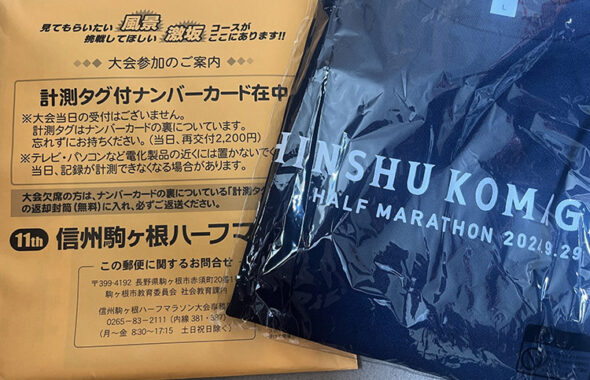 見てもらいたい 風景 コースが
挑戦してほしい 激坂 ここにあります!!
大会参加のご案内
計測タグ付ナンバーカード在中
※大会当日の受付はございません。
計測タグはナンバーカードの裏についています。
忘れずにお持ちください。(当日、再交付2,200円)
※テレビ・パソコンなど電化製品の近くには置かないで
当日、記録が計測できなくなる場合があります。
大会欠席の方は、ナンバーカードの裏についている「計測タ
の返却封筒(無料)に入れ、必ずご返送ください。
11th 信州駒ヶ根ハーフマ
この郵便に関するお問合せ
〒399-4192 長野県駒ヶ根市赤須町20
駒ヶ根市教育委員会 社会教育課内
信州駒ヶ根ハーフマラソン大会事務
0265-83-2111(内線 381・
(月〜金 8:30〜17:15 土日祝日除く)
L
HINSHU KOMAG
HALF MARATHON 2024.9.29